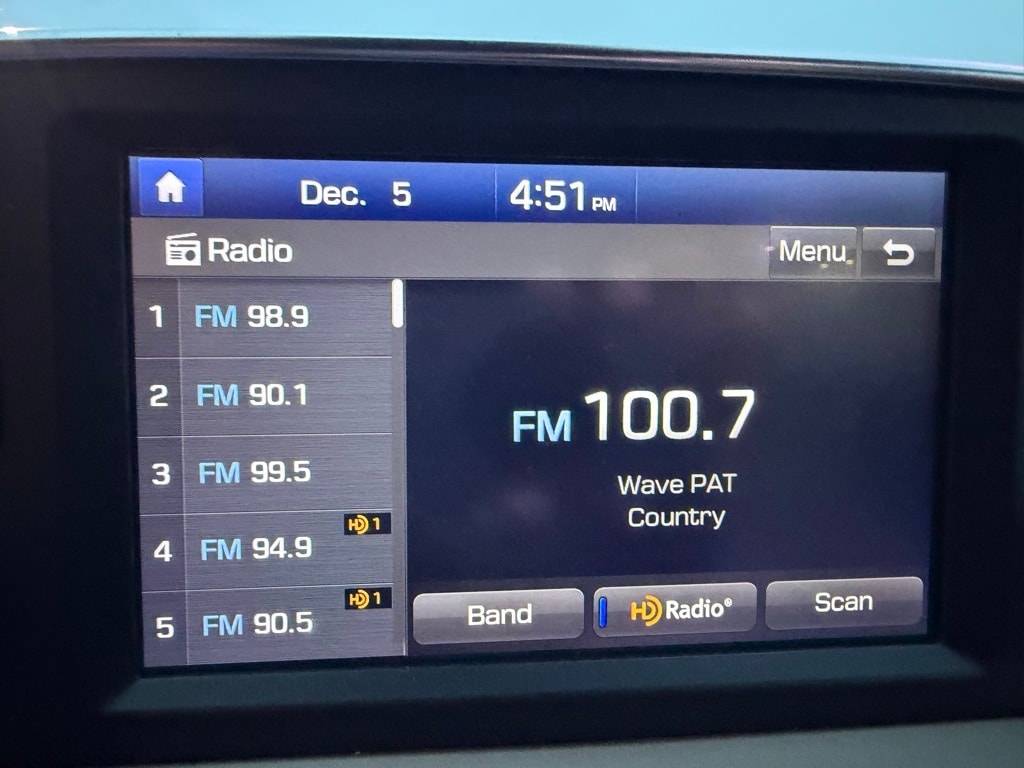 Dec. 5 4:51 PM
Radio Menu
1 FM 98.9
2 FM 90.1
3 FM 99.5
HD 1
4 FM 94.9
HD 1
5 FM 90.5
FM 100.7
Wave PAT
Country
Band HD Radio® Scan